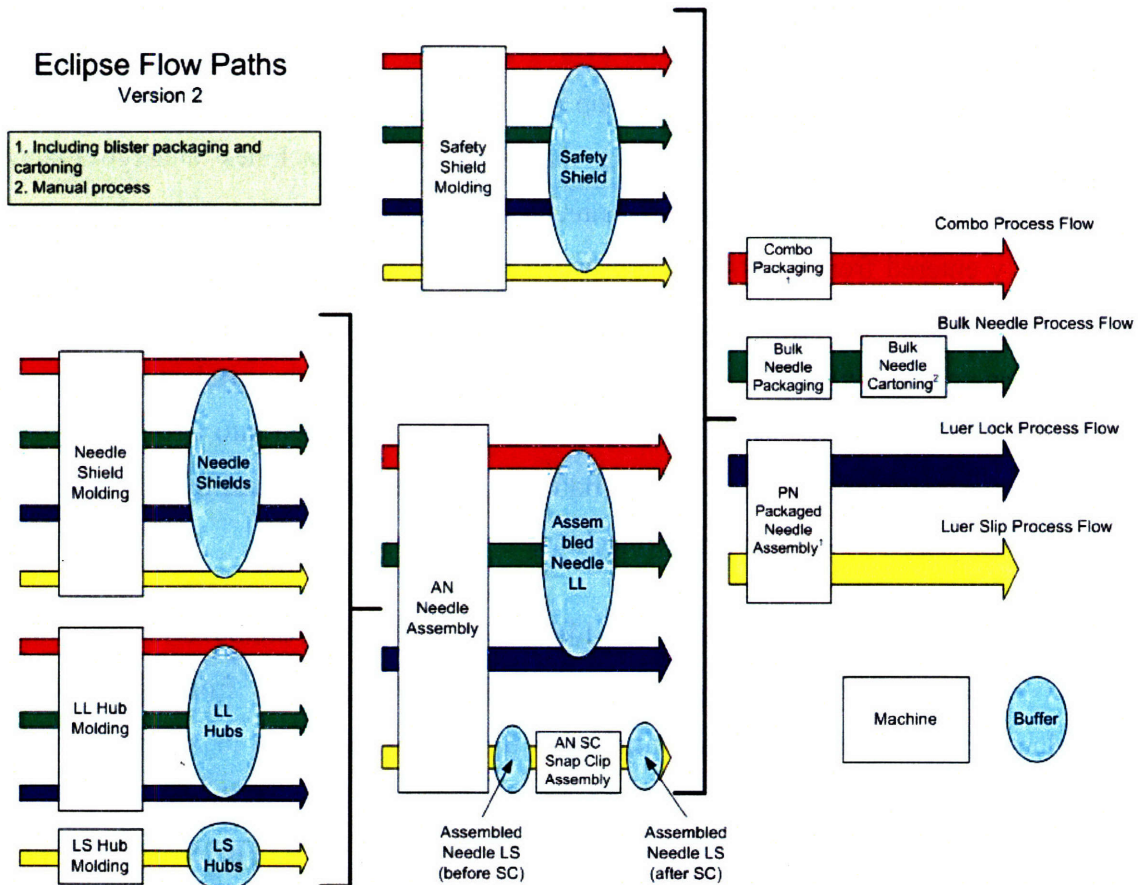 Eclipse Flow Paths
Version 2
1. Including blister packaging and
cartoning
2. Manual process
Safety
Shield
Molding
Safety
Shield
Combo Process Flow
Combo
Packaging
1
Bulk Needle Process Flow
Bulk
Needle
Packaging
Bulk
Needle
Cartoning2
Needle
Shield
Molding
Needle
Shields
Luer Lock Process Flow
PN
Packaged
Needle
Assembly1
Luer Slip Process Flow
AN
Needle
Assembly
Assem
bled
Needle
LL
LL Hub
Molding
LL
Hubs
Machine
Buffer
AN SC
Snap Clip
Assembly
LS Hub
Molding
LS
Hubs
Assembled
Needle LS
(before SC)
Assembled
Needle LS
(after SC)